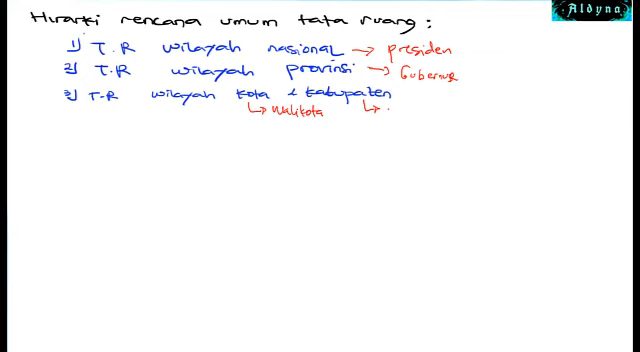 Aldyna
Hirarki rencana umum tata ruang :
1) T.R wilayah nasional → presiden
2) T.R wilayah provinsi → Gubernur
3) T.R wilayah kota & kabupaten
↳ walikota ↳ .